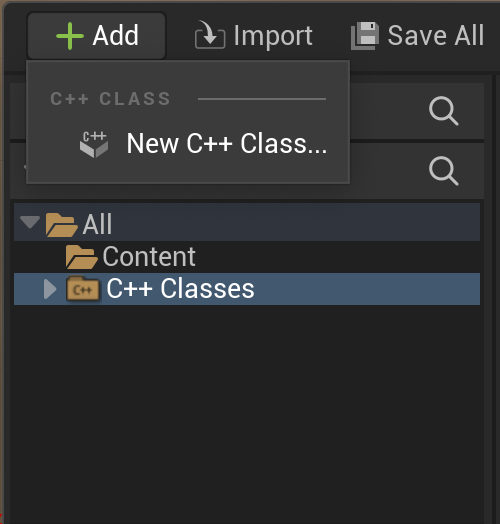 Add Import Save All
C++ CLASS
C++ New C++ Class...
All
Content
C++ C++ Classes